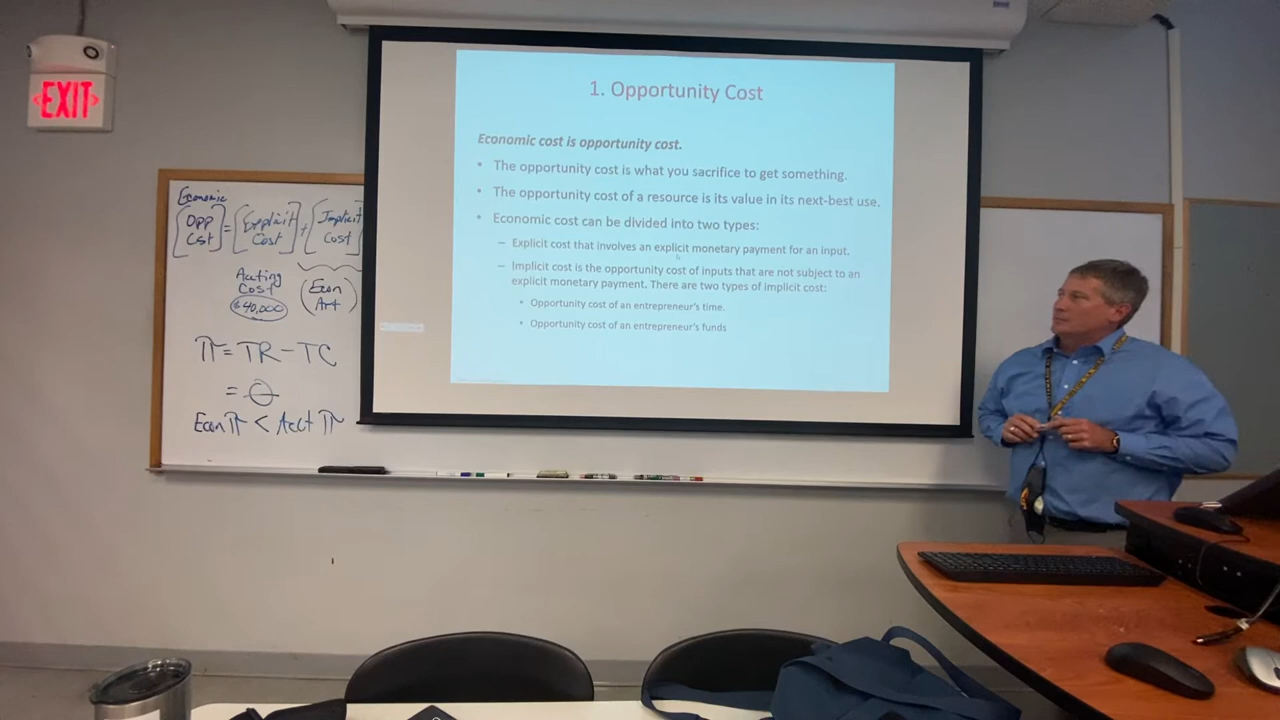 EXIT
1. Opportunity Cost
Economic cost is opportunity cost.
• The opportunity cost is what you sacrifice to get something.
• The opportunity cost of a resource is its value in its next-best use.
• Economic cost can be divided into two types:
– Explicit cost that involves an explicit monetary payment for an input.
– Implicit cost is the opportunity cost of inputs that are not subject to an
explicit monetary payment. There are two types of implicit cost:
• Opportunity cost of an entrepreneur's time.
• Opportunity cost of an entrepreneur's funds
Economic
[Opp Cst] = [Explicit Cost] + [Implicit Cost
Accting
Cost
$40,000
(Econ
Art)
π = TR − TC
= 0
Econ π < Acct π